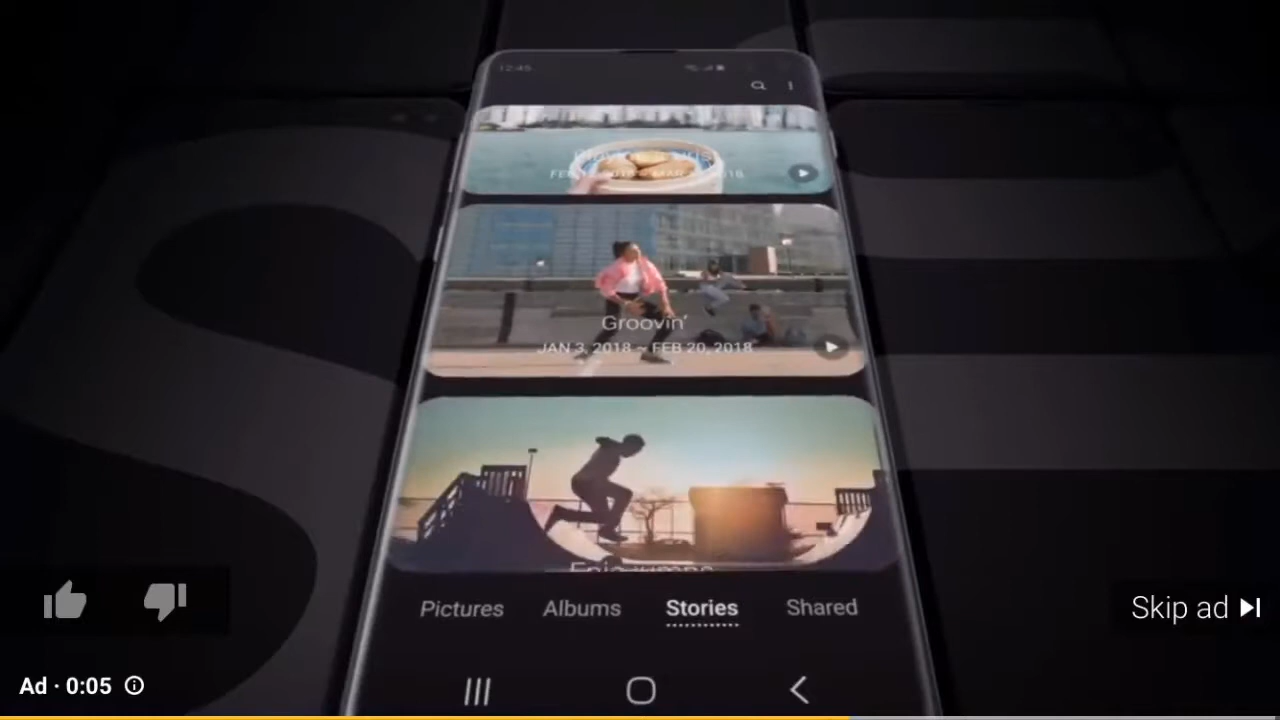 12:45
Groovin'
JAN 3, 2018 ~ FEB 20, 2018
Pictures Albums Stories Shared
Skip ad
Ad · 0:05